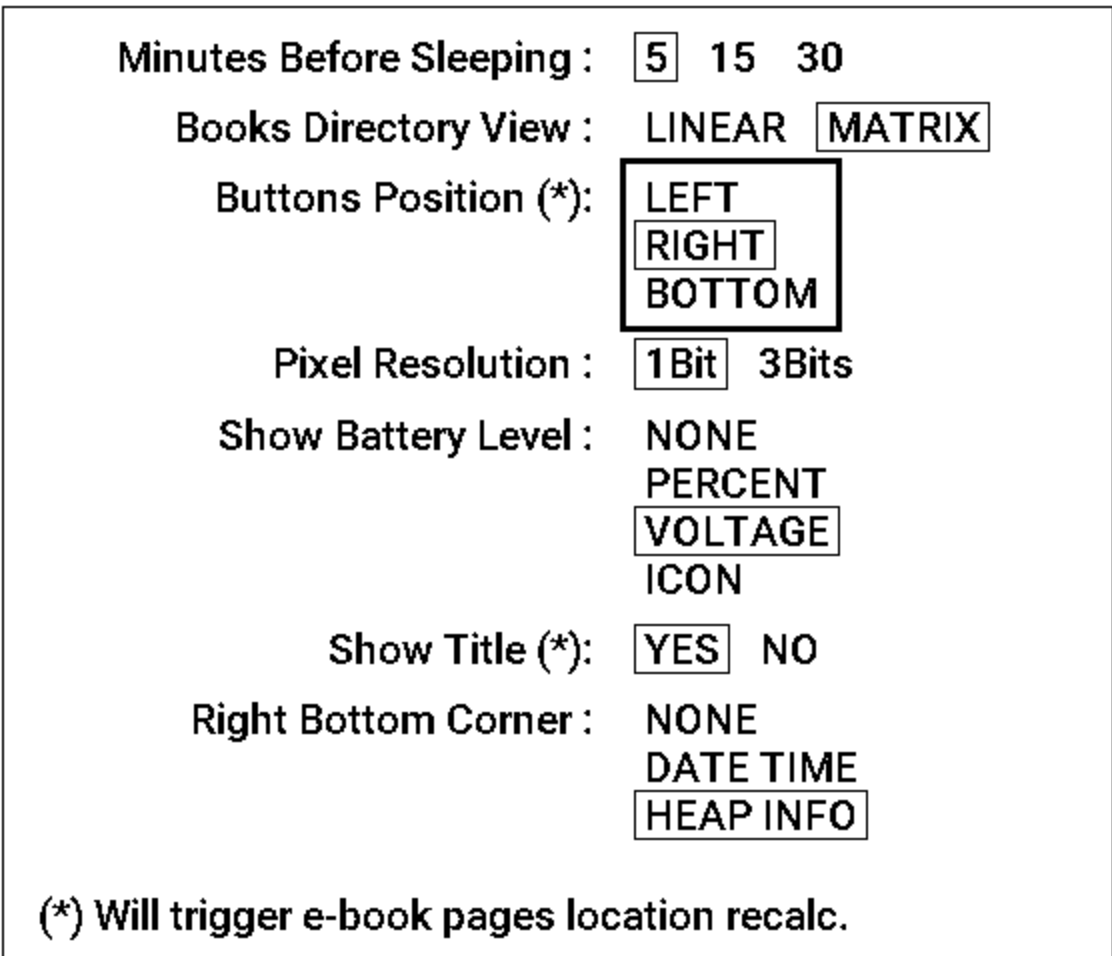 Minutes Before Sleeping : 5 15 30
Books Directory View : LINEAR MATRIX
Buttons Position (*): LEFT
RIGHT
BOTTOM
Pixel Resolution : 1Bit 3Bits
Show Battery Level : NONE
PERCENT
VOLTAGE
ICON
Show Title (*): YES NO
Right Bottom Corner : NONE
DATE TIME
HEAP INFO
(*) Will trigger e-book pages location recalc.